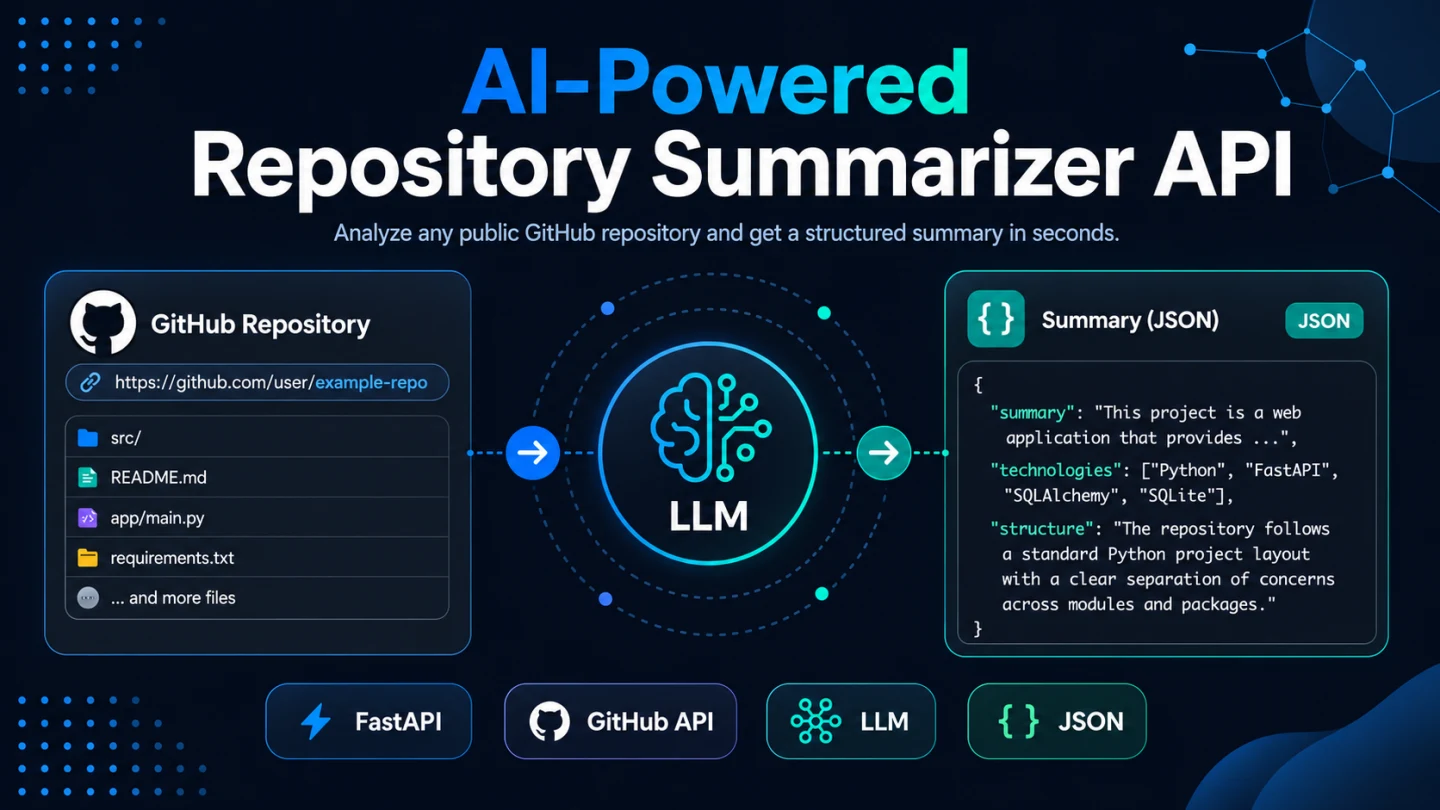 AI-Powered
Repository Summarizer API
Analyze any public GitHub repository and get a structured summary in seconds.
GitHub Repository
https://github.com/user/example-repo
src/
README.md
app/main.py
requirements.txt
... and more files
LLM
{ }
Summary (JSON)
JSON
{
"summary": "This project is a web
application that provides ...",
"technologies": ["Python", "FastAPI",
"SQLAlchemy", "SQLite"],
"structure": "The repository follows
a standard Python project layout
with a clear separation of concerns
across modules and packages."
}
FastAPI
GitHub API
LLM
{ }
JSON